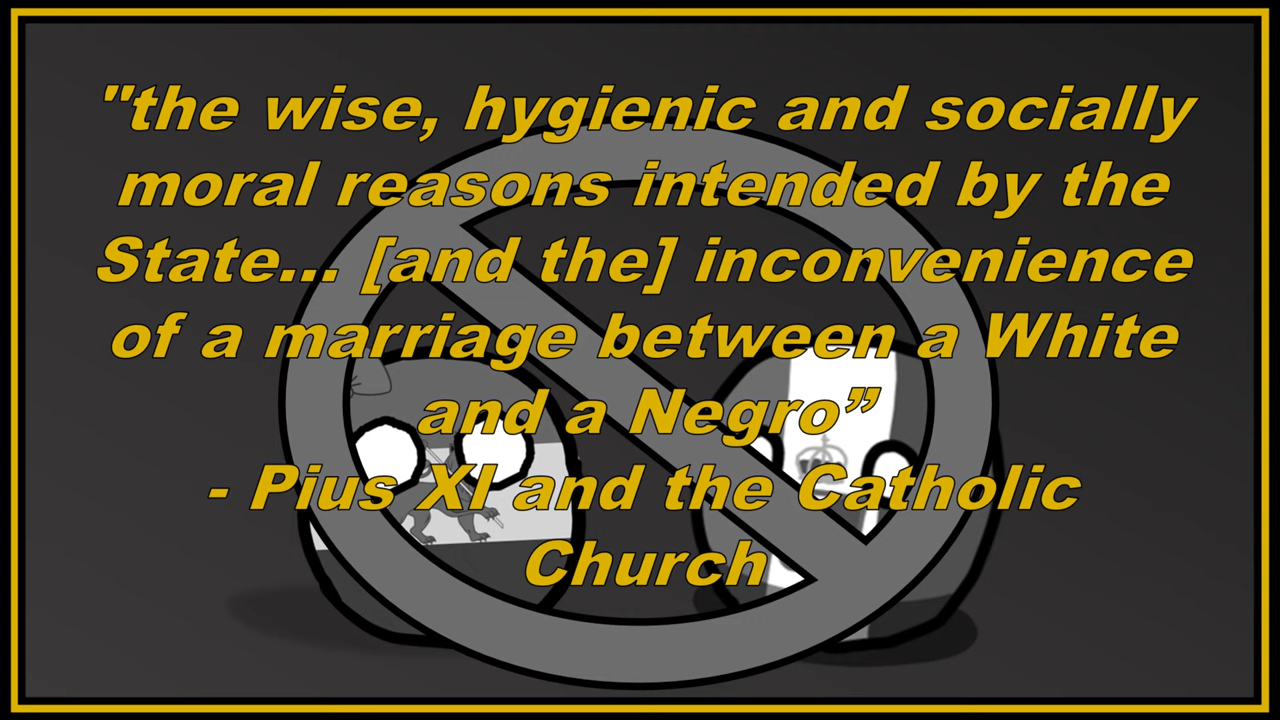 "the wise, hygienic and socially
moral reasons intended by the
State... [and the] inconvenience
of a marriage between a White
and a Negro”
- Pius XI and the Catholic
Church